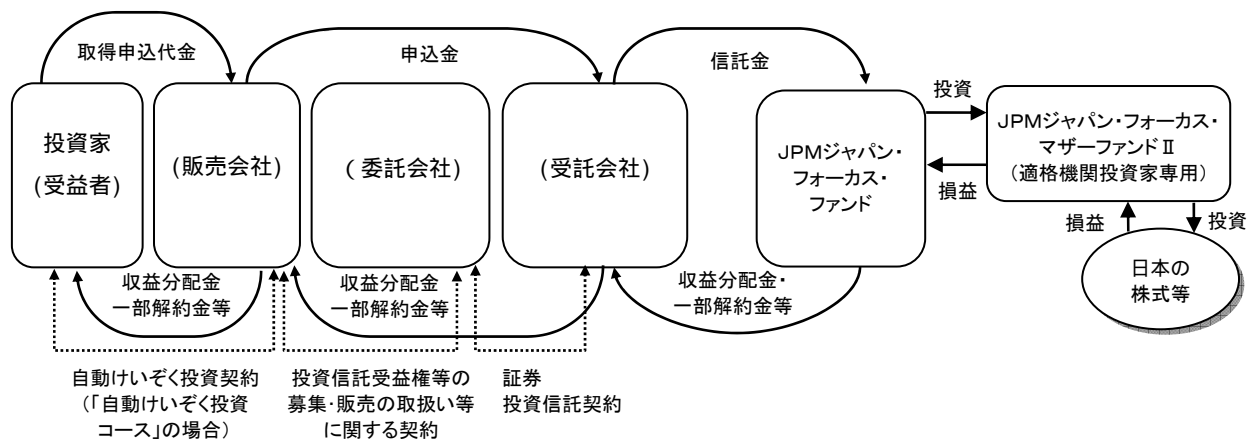 取得申込代金
申込金
信託金
投資家
(受益者)
(販売会社)
(委託会社)
(受託会社)
JPMジャパン・
フォーカス・
ファンド
投資
損益
JPMジャパン・フォーカス・
マザーファンドⅡ
(適格機関投資家専用)
損益
投資
日本の
株式等
収益分配金
一部解約金等
収益分配金
一部解約金等
収益分配金・
一部解約金等
自動けいぞく投資契約
(「自動けいぞく投資
コース」の場合)
投資信託受益権等の
募集・販売の取扱い等
に関する契約
証券
投資信託契約